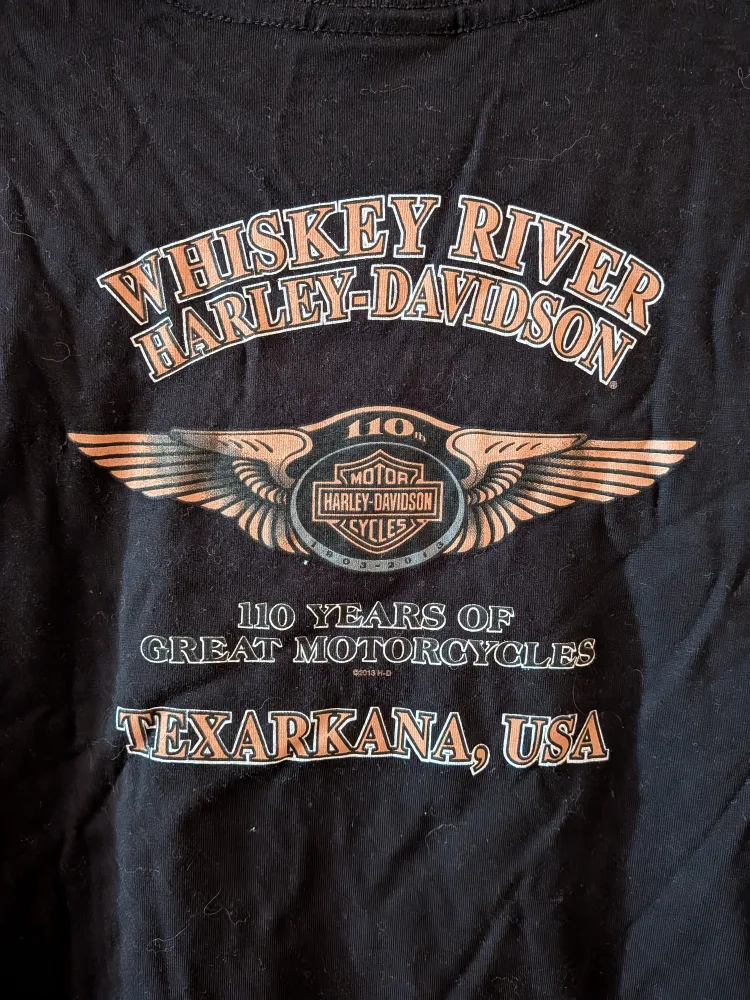 WHISKEY RIVER
HARLEY-DAVIDSON®
110th
MOTOR
HARLEY-DAVIDSON
CYCLES
1903-2013
110 YEARS OF
GREAT MOTORCYCLES
©2013 H-D
TEXARKANA, USA